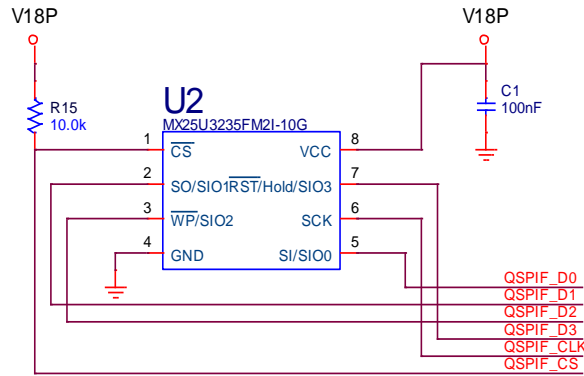 V18P
V18P
R15
10.0k
C1
100nF
U2
MX25U3235FM2I-10G
1 CS VCC 8
2 SO/SIO1 RST/Hold/SIO3 7
3 WP/SIO2 SCK 6
4 GND SI/SIO0 5
QSPIF_D0
QSPIF_D1
QSPIF_D2
QSPIF_D3
QSPIF_CLK
QSPIF_CS